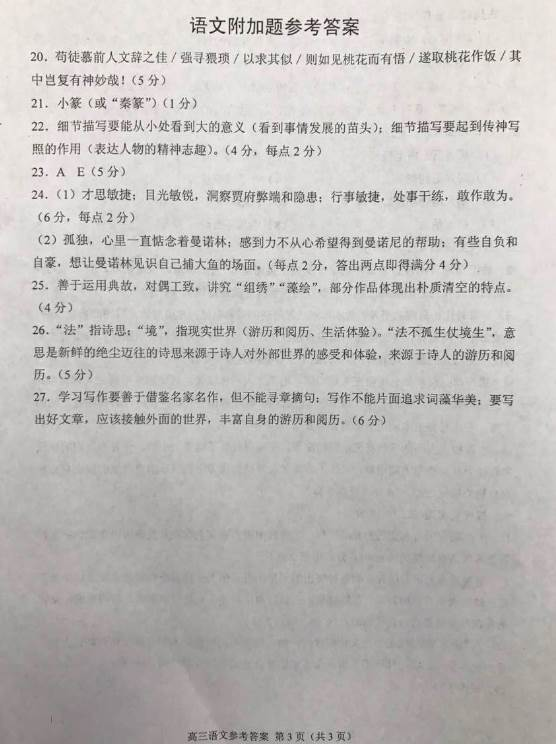 语文附加题参考答案
20．苟徒慕前人文辞之佳／强寻猥琐／以求其似／则如见桃花而有悟／遂取桃花作饭／其
中岂复有神妙哉！（5 分）
21．小篆（或“秦篆”）（1 分）
22．细节描写要能从小处看到大的意义（看到事情发展的苗头）；细节描写要起到传神写
照的作用（表达人物的精神志趣）。（4 分，每点 2 分）
23．A　E（5 分）
24．（1）才思敏捷；目光敏锐，洞察贾府弊端和隐患；行事敏捷，处事干练，敢作敢为。
（6 分，每点 2 分）
（2）孤独，心里一直惦念着曼诺林；感到力不从心希望得到曼诺尼的帮助；有些自负和
自豪，想让曼诺林见识自己捕大鱼的场面。（每点 2 分，答出两点即得满分 4 分）
25．善于运用典故，对偶工致，讲究“组绣”“藻绘”，部分作品体现出朴质清空的特点。
（4 分）
26．“法”指诗思；“境”，指现实世界（游历和阅历、生活体验）。“法不孤生仗境生”，意
思是新鲜的绝尘迈往的诗思来源于诗人对外部世界的感受和体验，来源于诗人的游历和阅
历。（5 分）
27．学习写作要善于借鉴名家名作，但不能寻章摘句；写作不能片面追求词藻华美；要写
出好文章，应该接触外面的世界，丰富自身的游历和阅历。（6 分）
高三语文参考答案 第 3 页（共 3 页）